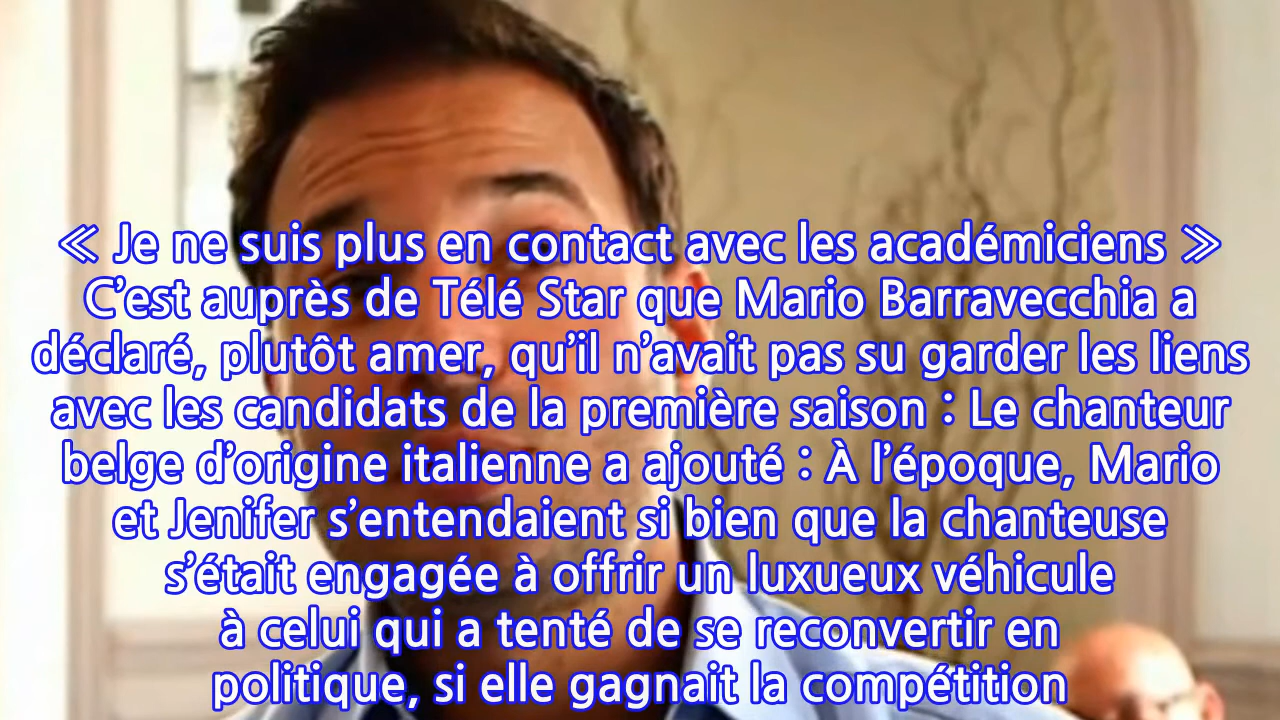 ≪ Je ne suis plus en contact avec les académiciens ≫
C’est auprès de Télé Star que Mario Barravecchia a
déclaré, plutôt amer, qu’il n’avait pas su garder les liens
avec les candidats de la première saison : Le chanteur
belge d’origine italienne a ajouté : À l’époque, Mario
et Jenifer s’entendaient si bien que la chanteuse
s’était engagée à offrir un luxueux véhicule
à celui qui a tenté de se reconvertir en
politique, si elle gagnait la compétition